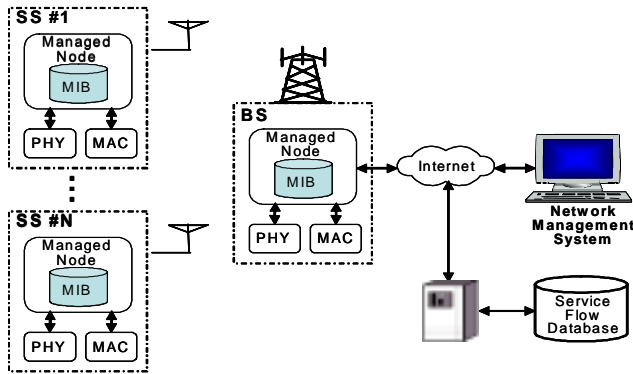 SS #1
Managed
Node
MIB
PHY
MAC
SS #N
Managed
Node
MIB
PHY
MAC
BS
Managed
Node
MIB
PHY
MAC
Internet
Network
Management
System
Service
Flow
Database